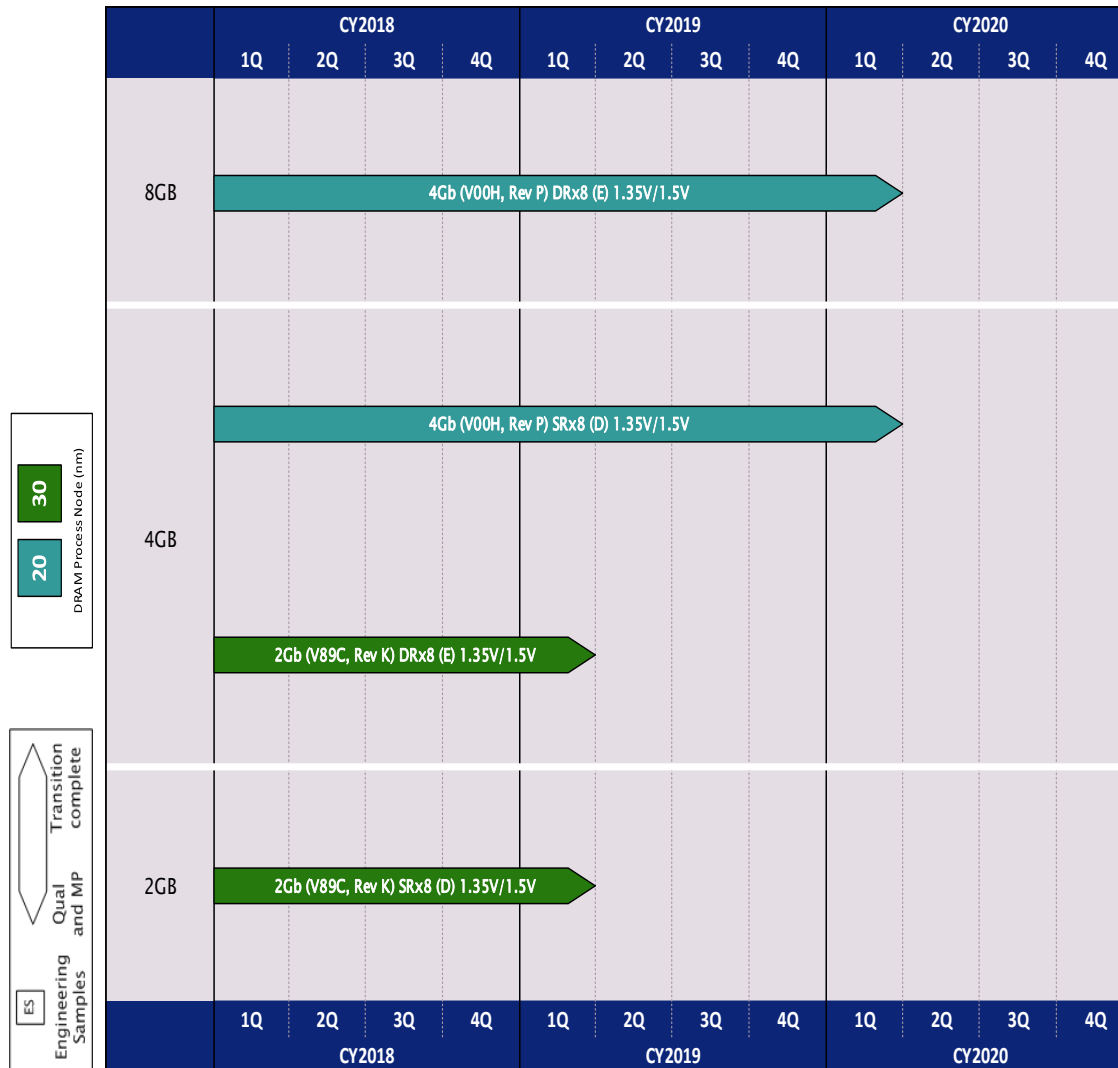 CY2018 CY2019 CY2020
1Q 2Q 3Q 4Q 1Q 2Q 3Q 4Q 1Q 2Q 3Q 4Q
8GB
4Gb (V00H, Rev P) DRx8 (E) 1.35V/1.5V
4GB
4Gb (V00H, Rev P) SRx8 (D) 1.35V/1.5V
2Gb (V89C, Rev K) DRx8 (E) 1.35V/1.5V
2GB
2Gb (V89C, Rev K) SRx8 (D) 1.35V/1.5V
1Q 2Q 3Q 4Q 1Q 2Q 3Q 4Q 1Q 2Q 3Q 4Q
CY2018 CY2019 CY2020
20 30
DRAM Process Node (nm)
ES
Engineering
Samples
Qual
and MP
Transition
complete